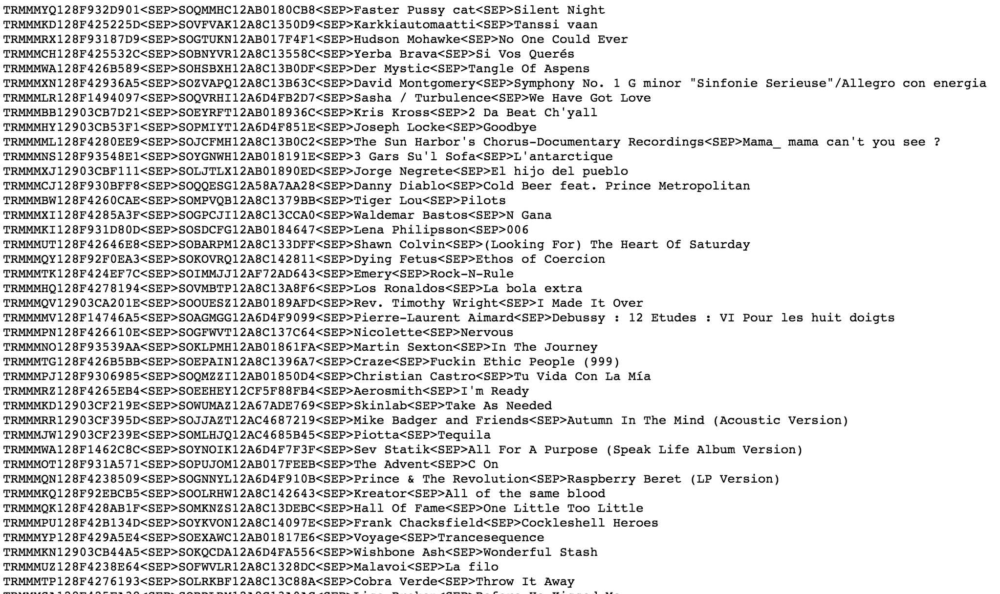 TRMMMYQ128F932D901<SEP>SOQMMHC12AB0180CB8<SEP>Faster Pussy cat<SEP>Silent Night
TRMMMKD128F425225D<SEP>SOVFVAK12A8C1350D9<SEP>Karkkiautomaatti<SEP>Tanssi vaan
TRMMMRX128F93187D9<SEP>SOGTUKN12AB017F4F1<SEP>Hudson Mohawke<SEP>No One Could Ever
TRMMMCH128F425532C<SEP>SOBNYVR12A8C13558C<SEP>Yerba Brava<SEP>Si Vos Querés
TRMMMWA128F426B589<SEP>SOHSBXH12A8C13B0DF<SEP>Der Mystic<SEP>Tangle Of Aspens
TRMMMXN128F42936A5<SEP>SOZVAPQ12A8C13B63C<SEP>David Montgomery<SEP>Symphony No. 1 G minor "Sinfonie Serieuse"/Allegro con energia
TRMMMLR128F1494097<SEP>SOQVRHI12A6D4FB2D7<SEP>Sasha / Turbulence<SEP>We Have Got Love
TRMMMBB12903CB7D21<SEP>SOEYRFT12AB018936C<SEP>Kris Kross<SEP>2 Da Beat Ch'yall
TRMMMHY12903CB53F1<SEP>SOPMIYT12A6D4F851E<SEP>Joseph Locke<SEP>Goodbye
TRMMMML128F4280EE9<SEP>SOJCFMH12A8C13B0C2<SEP>The Sun Harbor's Chorus-Documentary Recordings<SEP>Mama_ mama can't you see ?
TRMMMNS128F93548E1<SEP>SOYGNWH12AB018191E<SEP>3 Gars Su'l Sofa<SEP>L'antarctique
TRMMMXJ12903CBF111<SEP>SOLJTLX12AB01890ED<SEP>Jorge Negrete<SEP>El hijo del pueblo
TRMMMCJ128F930BFF8<SEP>SOQQESG12A58A7AA28<SEP>Danny Diablo<SEP>Cold Beer feat. Prince Metropolitan
TRMMMBW128F4260CAE<SEP>SOMPVQB12A8C1379BB<SEP>Tiger Lou<SEP>Pilots
TRMMMXI128F4285A3F<SEP>SOGPCJI12A8C13CCA0<SEP>Waldemar Bastos<SEP>N Gana
TRMMMKI128F931D80D<SEP>SOSDCFG12AB0184647<SEP>Lena Philipsson<SEP>006
TRMMMUT128F42646E8<SEP>SOBARPM12A8C133DFF<SEP>Shawn Colvin<SEP>(Looking For) The Heart Of Saturday
TRMMMQY128F92F0EA3<SEP>SOKOVRQ12A8C142811<SEP>Dying Fetus<SEP>Ethos of Coercion
TRMMMTK128F424EF7C<SEP>SOIMMJJ12AF72AD643<SEP>Emery<SEP>Rock-N-Rule
TRMMMHQ128F4278194<SEP>SOVMBTP12A8C13A8F6<SEP>Los Ronaldos<SEP>La bola extra
TRMMMQV12903CA201E<SEP>SOOUESZ12AB0189AFD<SEP>Rev. Timothy Wright<SEP>I Made It Over
TRMMMMV128F14746A5<SEP>SOAGMGG12A6D4F9099<SEP>Pierre-Laurent Aimard<SEP>Debussy : 12 Etudes : VI Pour les huit doigts
TRMMMPN128F426610E<SEP>SOGFWVT12A8C137C64<SEP>Nicolette<SEP>Nervous
TRMMMNO128F93539AA<SEP>SOKLPMH12AB01861FA<SEP>Martin Sexton<SEP>In The Journey
TRMMMTG128F426B5BB<SEP>SOEPAIN12A8C1396A7<SEP>Craze<SEP>Fuckin Ethic People (999)
TRMMMPJ128F9306985<SEP>SOQMZZI12AB01850D4<SEP>Christian Castro<SEP>Tu Vida Con La Mía
TRMMMRZ128F4265EB4<SEP>SOEEHEY12CF5F88FB4<SEP>Aerosmith<SEP>I'm Ready
TRMMMKD12903CF219E<SEP>SOWUMAZ12A67ADE769<SEP>Skinlab<SEP>Take As Needed
TRMMMRR12903CF395D<SEP>SOJJAZT12AC4687219<SEP>Mike Badger and Friends<SEP>Autumn In The Mind (Acoustic Version)
TRMMMJW12903CF239E<SEP>SOMLHJQ12AC4685B45<SEP>Piotta<SEP>Tequila
TRMMMWA128F1462C8C<SEP>SOYNOIK12A6D4F7F3F<SEP>Sev Statik<SEP>All For A Purpose (Speak Life Album Version)
TRMMMOT128F931A571<SEP>SOPUJOM12AB017FEEB<SEP>The Advent<SEP>C On
TRMMMQN128F4238509<SEP>SOGNNYL12A6D4F910B<SEP>Prince & The Revolution<SEP>Raspberry Beret (LP Version)
TRMMMKQ128F92EBCB5<SEP>SOOLRHW12A8C142643<SEP>Kreator<SEP>All of the same blood
TRMMMQK128F428AB1F<SEP>SOMKNZS12A8C13DEBC<SEP>Hall Of Fame<SEP>One Little Too Little
TRMMMPU128F42B134D<SEP>SOYKVON12A8C14097E<SEP>Frank Chacksfield<SEP>Cockleshell Heroes
TRMMMYP128F429A5E4<SEP>SOEXAWC12AB01817E6<SEP>Voyage<SEP>Trancesequence
TRMMMKN12903CB44A5<SEP>SOKQCDA12A6D4FA556<SEP>Wishbone Ash<SEP>Wonderful Stash
TRMMMUZ128F4238E64<SEP>SOFWVLR12A8C1328DC<SEP>Malavoi<SEP>La filo
TRMMMTP128F4276193<SEP>SOLRKBF12A8C13C88A<SEP>Cobra Verde<SEP>Throw It Away